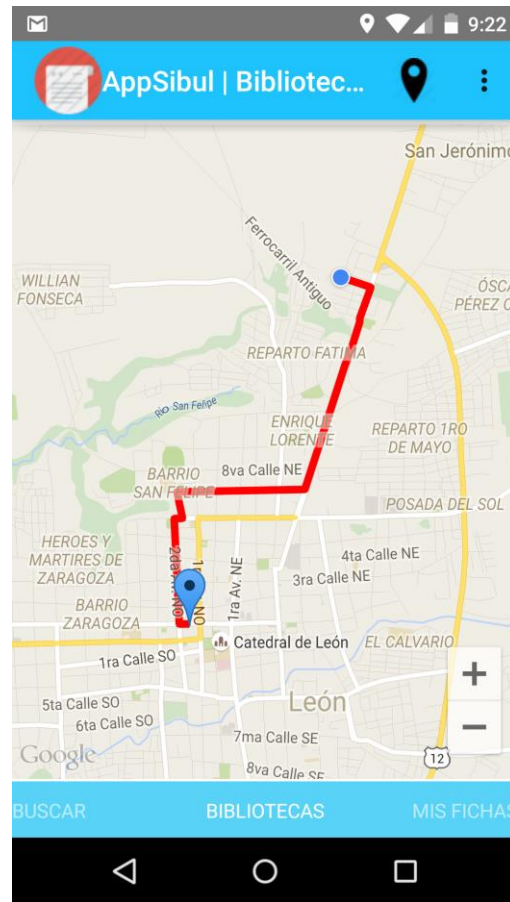 9:22
AppSibul | Bibliotec...
San Jerónimo
Ferrocarril Antiguo
WILLIAN
FONSECA
ÓSCA
PÉREZ C
REPARTO FATIMA
Río San Felipe
ENRIQUE
LORENTE
REPARTO 1RO
DE MAYO
BARRIO
SAN FELIPE
8va Calle NE
POSADA DEL SOL
HEROES Y
MARTIRES DE
ZARAGOZA
4ta Calle NE
3ra Calle NE
1ra Av. NE
BARRIO
ZARAGOZA
Catedral de León
EL CALVARIO
1ra Calle SO
+
5ta Calle SO
León
6ta Calle SO
−
7ma Calle SE
Google
12
8va Calle SE
BUSCAR
BIBLIOTECAS
MIS FICHAS